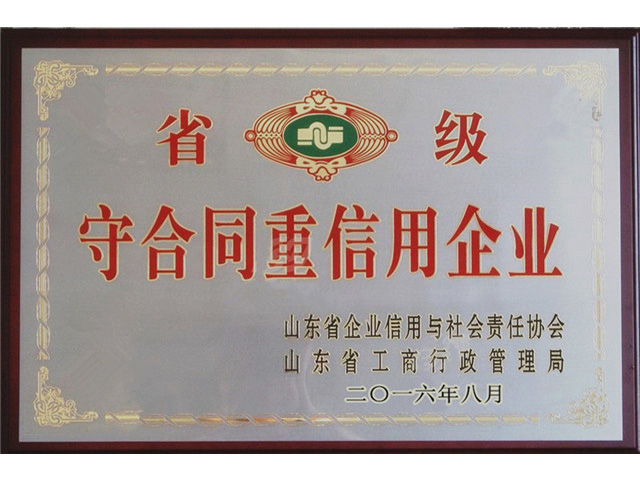 省 级
守合同重信用企业
山东省企业信用与社会责任协会
山东省工商行政管理局
二〇一六年八月